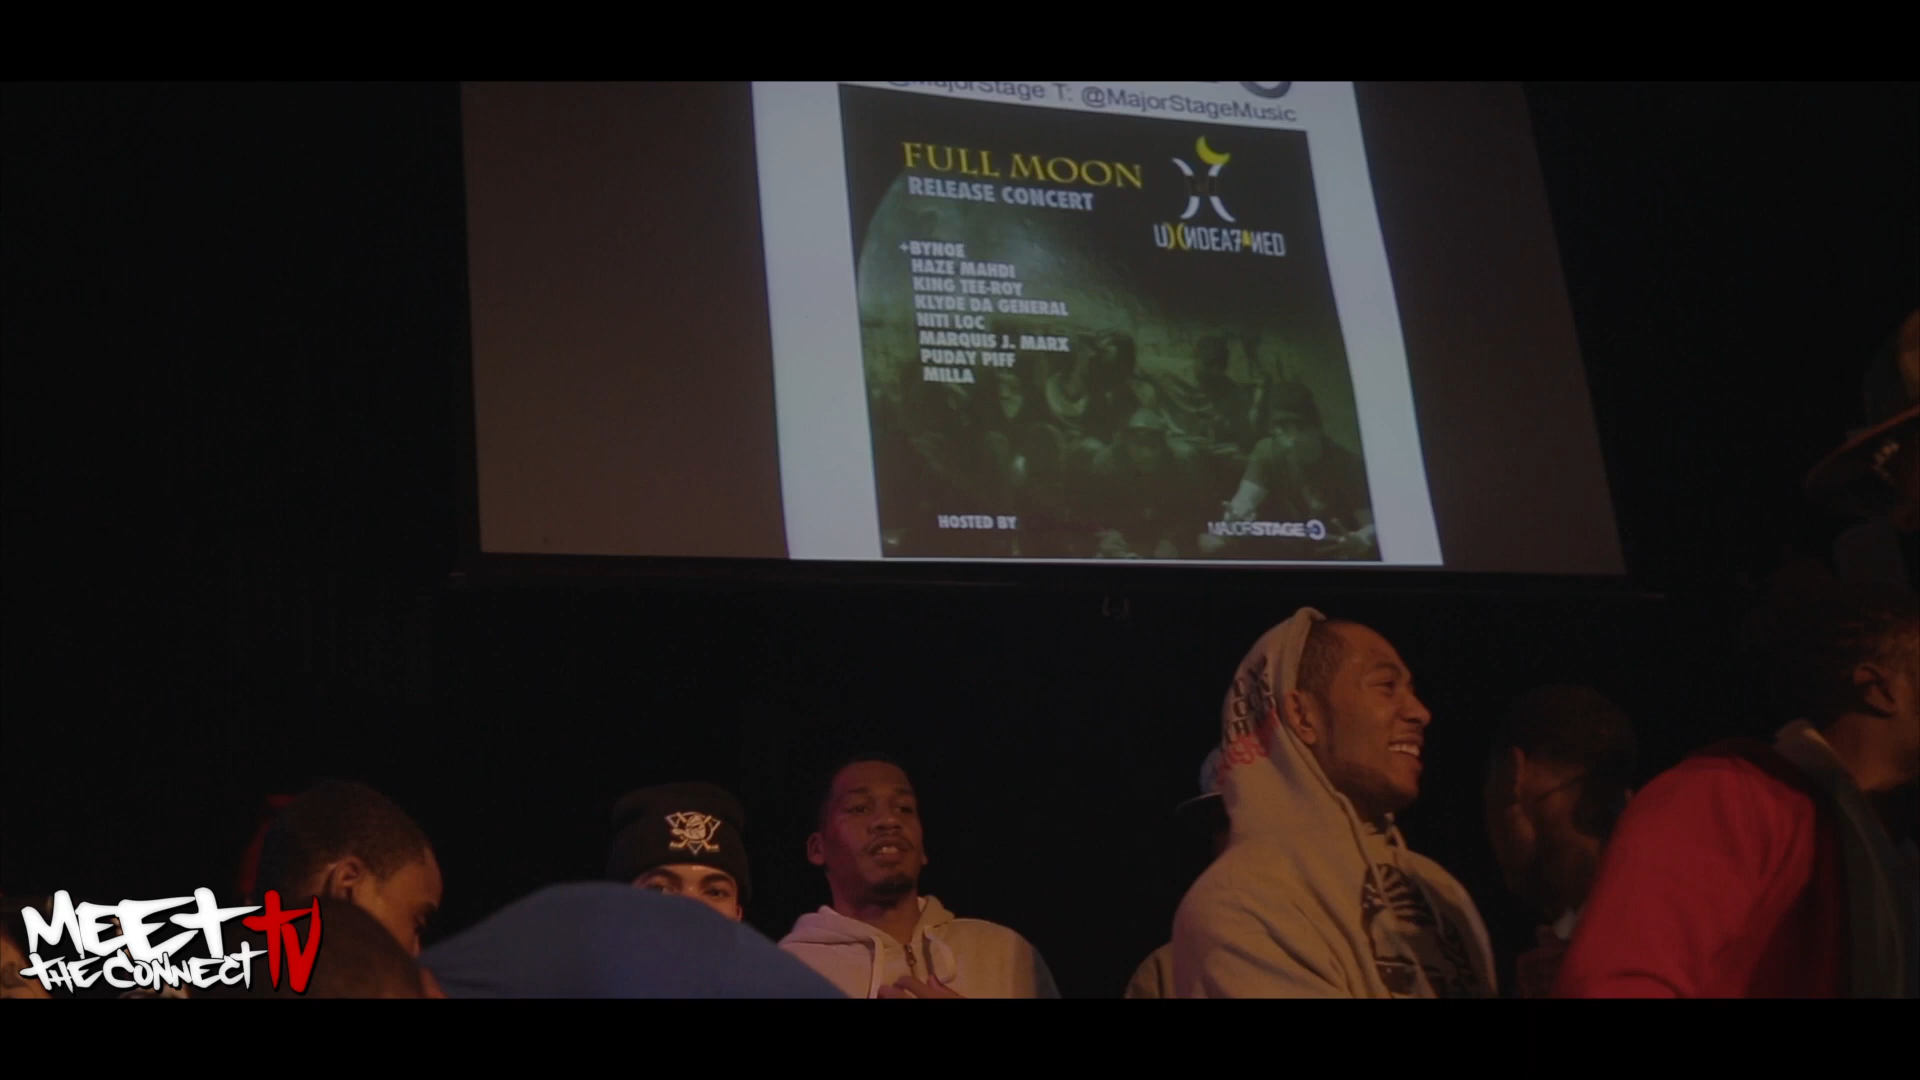 @MajorStage T: @MajorStageMusic
FULL MOON
RELEASE CONCERT
U)(NDEA7ANED
+BYNOE
HAZE MAHDI
KING TEE-ROY
KLYDE DA GENERAL
NITI LOC
MARQUIS J. MARX
PUDAY PIFF
MILLA
HOSTED BY
MAJORSTAGE
MEET
THE CONNECT
TV